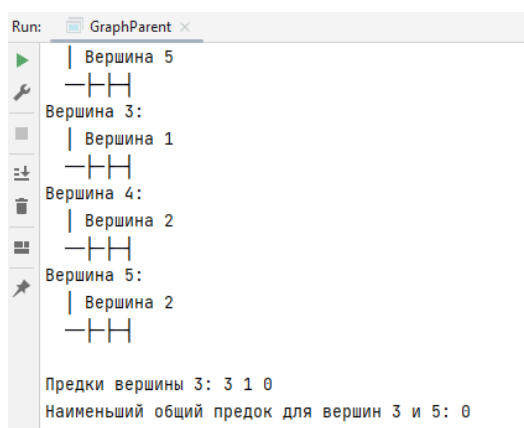 Run: GraphParent
│ Вершина 5
─├├┤
Вершина 3:
│ Вершина 1
─├├┤
Вершина 4:
│ Вершина 2
─├├┤
Вершина 5:
│ Вершина 2
─├├┤
Предки вершины 3: 3 1 0
Наименьший общий предок для вершин 3 и 5: 0